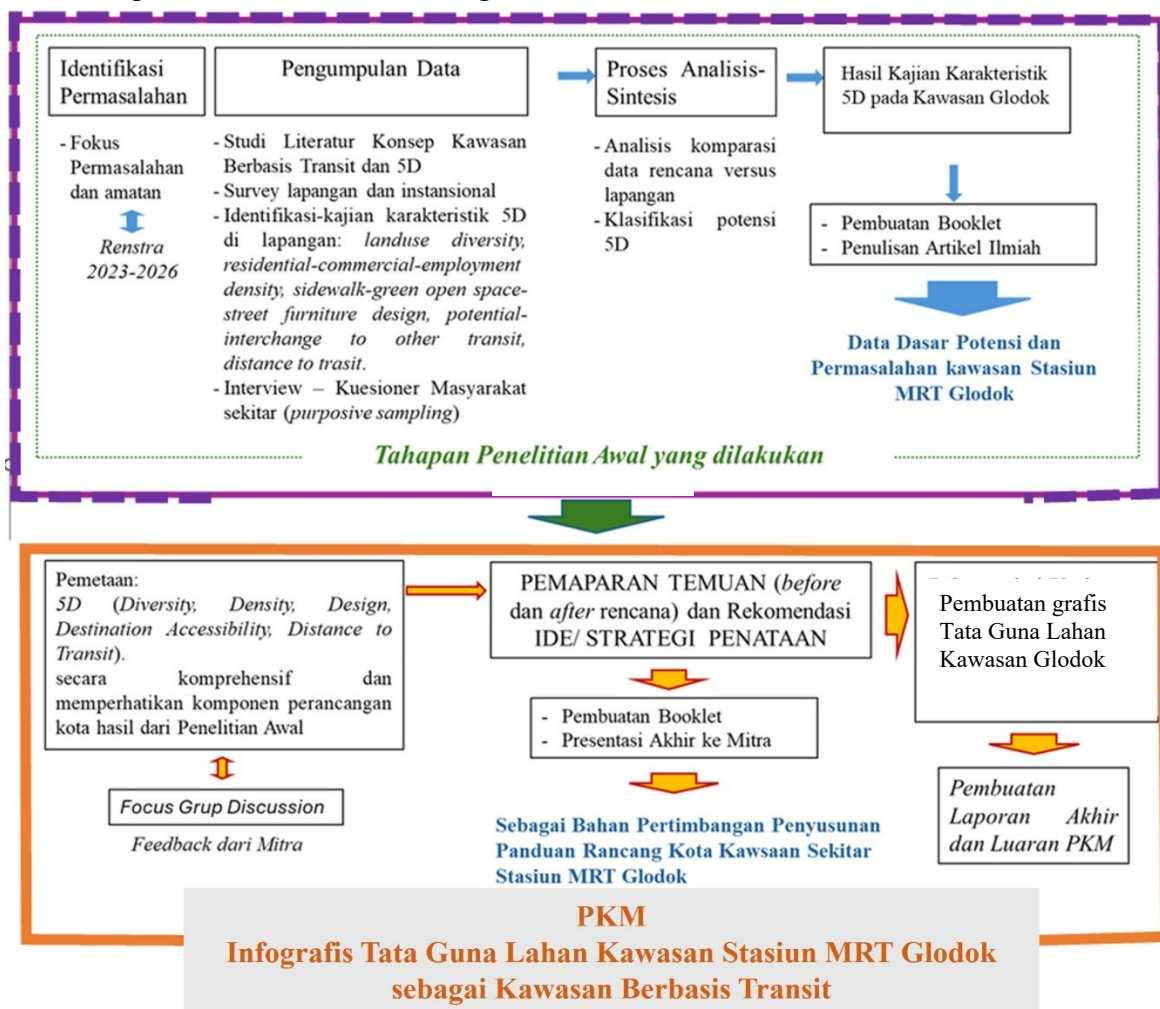 Identifikasi
Permasalahan
- Fokus
Permasalahan
dan amatan
Renstra
2023-2026
Pengumpulan Data
- Studi Literatur Konsep Kawasan
Berbasis Transit dan 5D
- Survey lapangan dan instansional
- Identifikasi-kajian karakteristik 5D
di lapangan: landuse diversity,
residential-commercial-employment
density, sidewalk-green open space-
street furniture design, potential-
interchange to other transit,
distance to trasit.
- Interview – Kuesioner Masyarakat
sekitar (purposive sampling)
Proses Analisis-
Sintesis
- Analisis komparasi
data rencana versus
lapangan
- Klasifikasi potensi
5D
Hasil Kajian Karakteristik
5D pada Kawasan Glodok
- Pembuatan Booklet
- Penulisan Artikel Ilmiah
Data Dasar Potensi dan
Permasalahan kawasan Stasiun
MRT Glodok
Tahapan Penelitian Awal yang dilakukan
Pemetaan:
5D (Diversity, Density, Design,
Destination Accessibility, Distance to
Transit).
secara komprehensif dan
memperhatikan komponen perancangan
kota hasil dari Penelitian Awal
Focus Grup Discussion
Feedback dari Mitra
PEMAPARAN TEMUAN (before
dan after rencana) dan Rekomendasi
IDE/ STRATEGI PENATAAN
- Pembuatan Booklet
- Presentasi Akhir ke Mitra
Sebagai Bahan Pertimbangan Penyusunan
Panduan Rancang Kota Kawsaan Sekitar
Stasiun MRT Glodok
Pembuatan grafis
Tata Guna Lahan
Kawasan Glodok
Pembuatan
Laporan Akhir
dan Luaran PKM
PKM
Infografis Tata Guna Lahan Kawasan Stasiun MRT Glodok
sebagai Kawasan Berbasis Transit